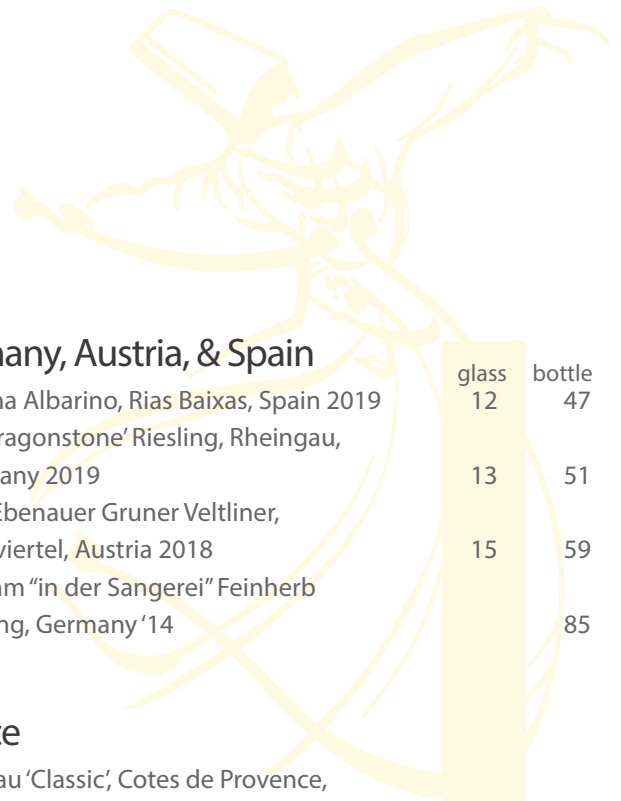 many, Austria, & Spain
glass bottle
na Albarino, Rias Baixas, Spain 2019 12 47
ragonstone’ Riesling, Rheingau,
any 2019 13 51
Ebenauer Gruner Veltliner,
viertel, Austria 2018 15 59
am “in der Sangerei” Feinherb
ng, Germany ‘14 85
ce
au ‘Classic’, Cotes de Provence,